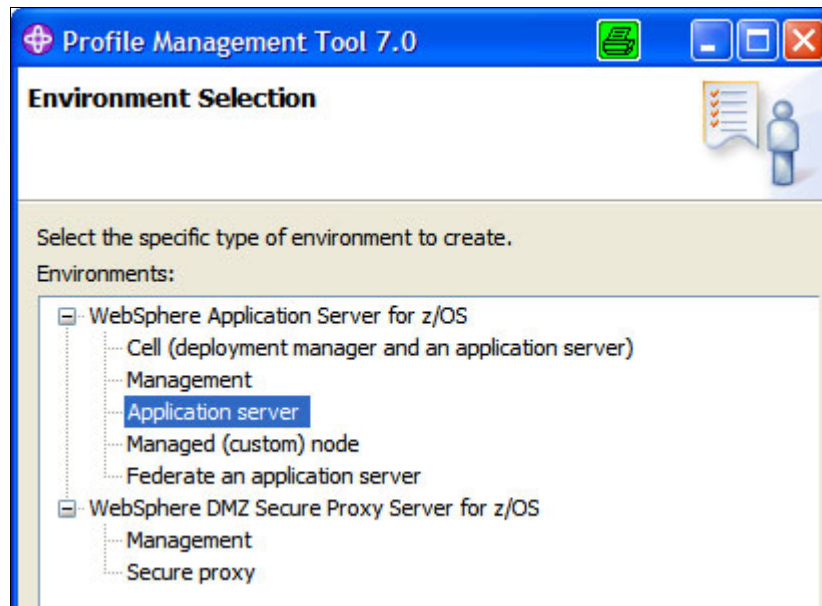 Profile Management Tool 7.0
Environment Selection
Select the specific type of environment to create.
Environments:
WebSphere Application Server for z/OS
Cell (deployment manager and an application server)
Management
Application server
Managed (custom) node
Federate an application server
WebSphere DMZ Secure Proxy Server for z/OS
Management
Secure proxy